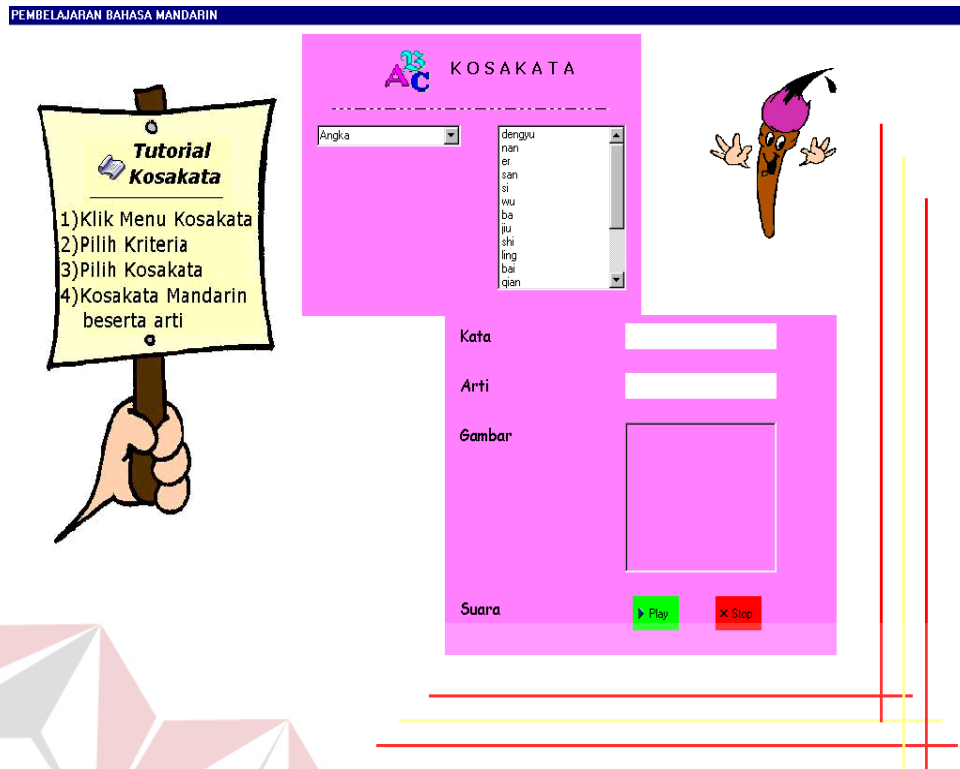 PEMBELAJARAN BAHASA MANDARIN
ABC KOSAKATA
Tutorial
Kosakata
1)Klik Menu Kosakata
2)Pilih Kriteria
3)Pilih Kosakata
4)Kosakata Mandarin
beserta arti
Angka
dengyu
nan
er
san
si
wu
ba
jiu
shi
ling
bai
qian
Kata
Arti
Gambar
Suara
Play
Stop